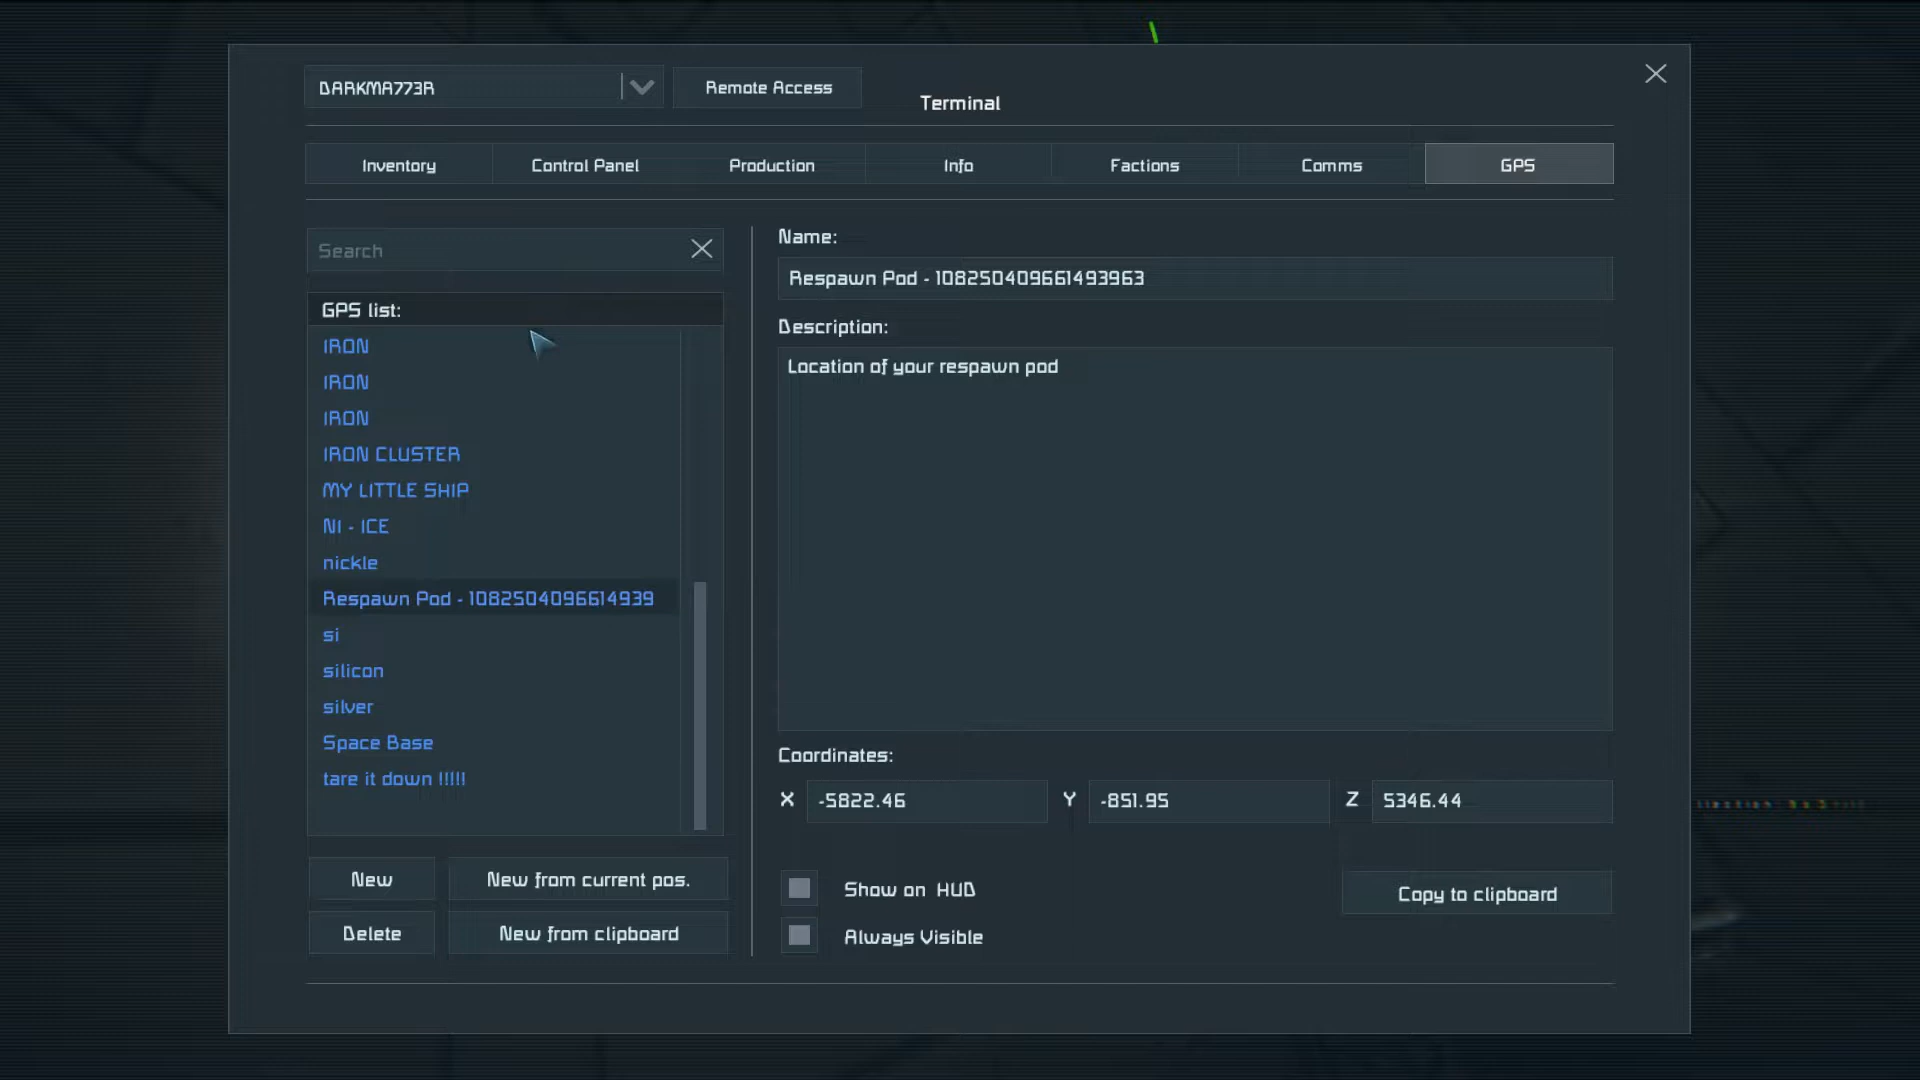 DARKMA773R
Remote Access
Terminal
Inventory
Control Panel
Production
Info
Factions
Comms
GPS
Search
GPS list:
IRON
IRON
IRON
IRON CLUSTER
MY LITTLE SHIP
NI - ICE
nickle
Respawn Pod - 1082504096614939
si
silicon
silver
Space Base
tare it down !!!!!
New
New from current pos.
Delete
New from clipboard
Name:
Respawn Pod - 108250409661493963
Description:
Location of your respawn pod
Coordinates:
X -5822.46 Y -851.95 Z 5346.44
Show on HUD
Copy to clipboard
Always Visible